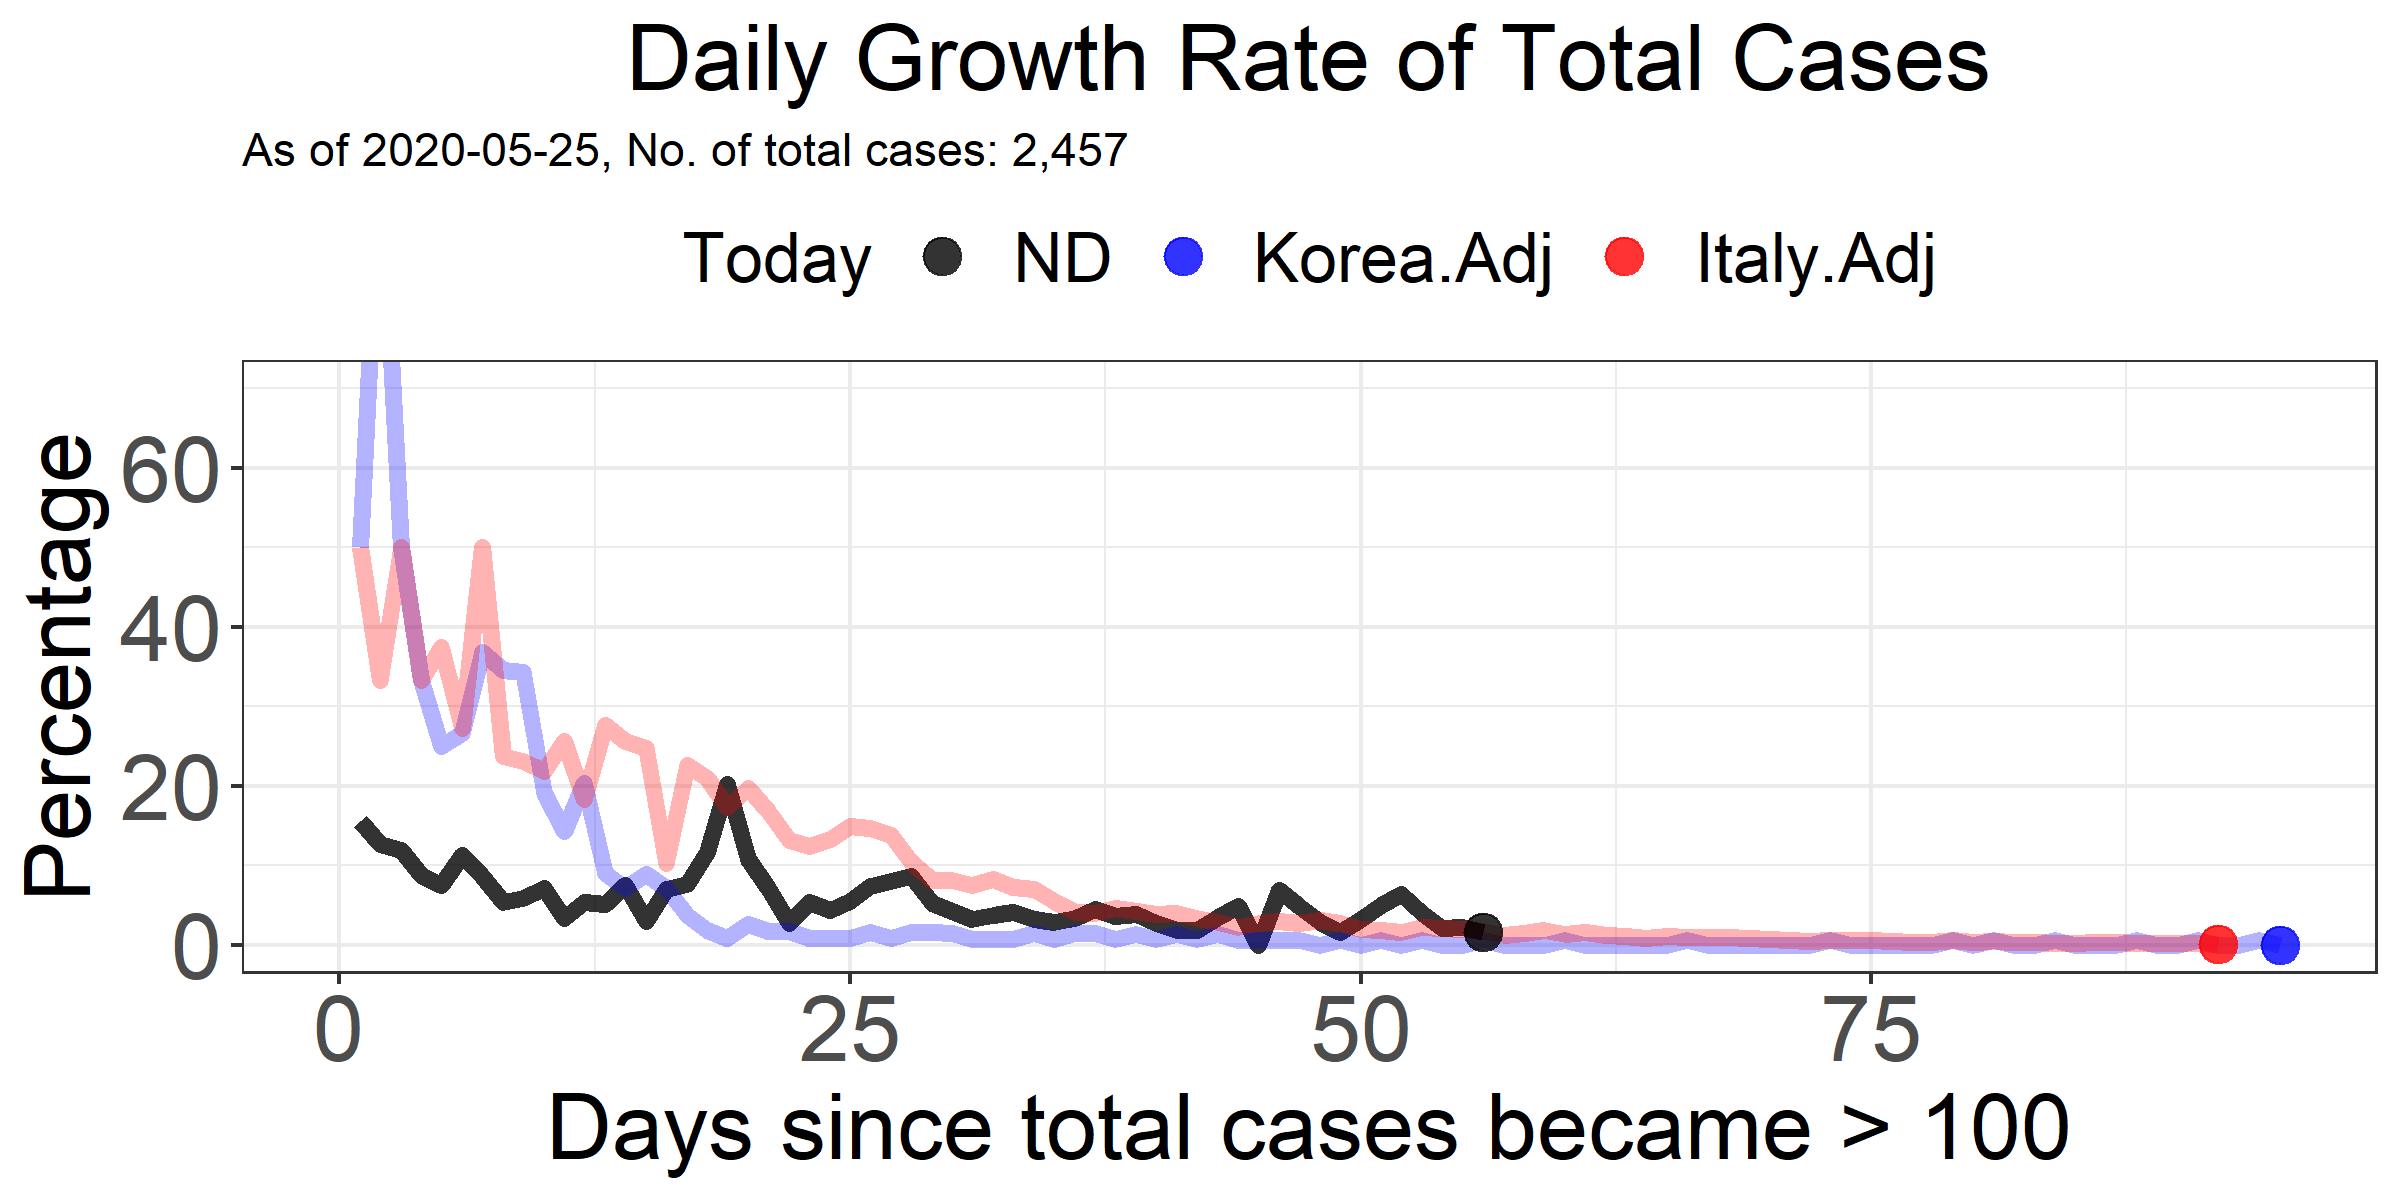 Daily Growth Rate of Total Cases
As of 2020-05-25, No. of total cases: 2,457
Today ND Korea.Adj Italy.Adj
Percentage
60
40
20
0
0 25 50 75
Days since total cases became > 100